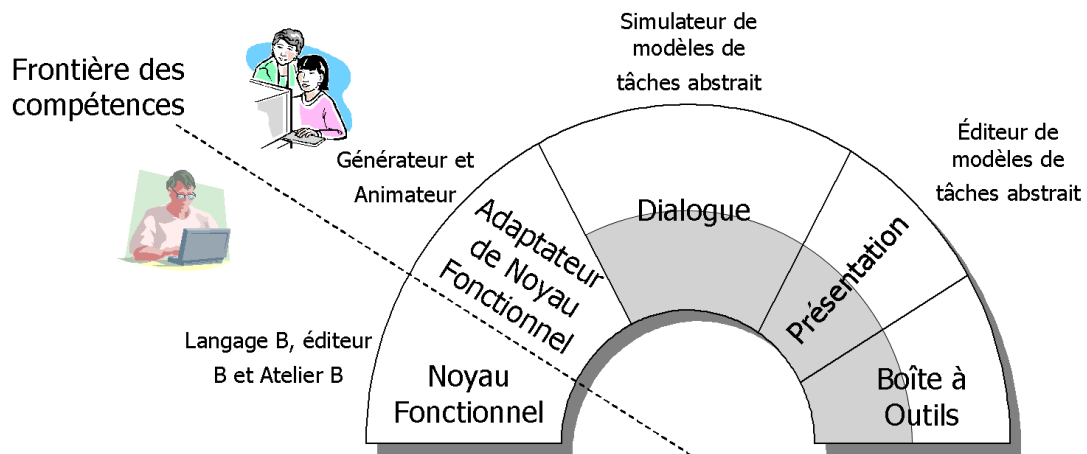 Simulateur de
modèles de
tâches abstrait
Frontière des
compétences
Éditeur de
modèles de
tâches abstrait
Générateur et
Animateur
Dialogue
Adaptateur
de Noyau
Fonctionnel
Présentation
Langage B, éditeur
B et Atelier B
Noyau
Fonctionnel
Boîte à
Outils